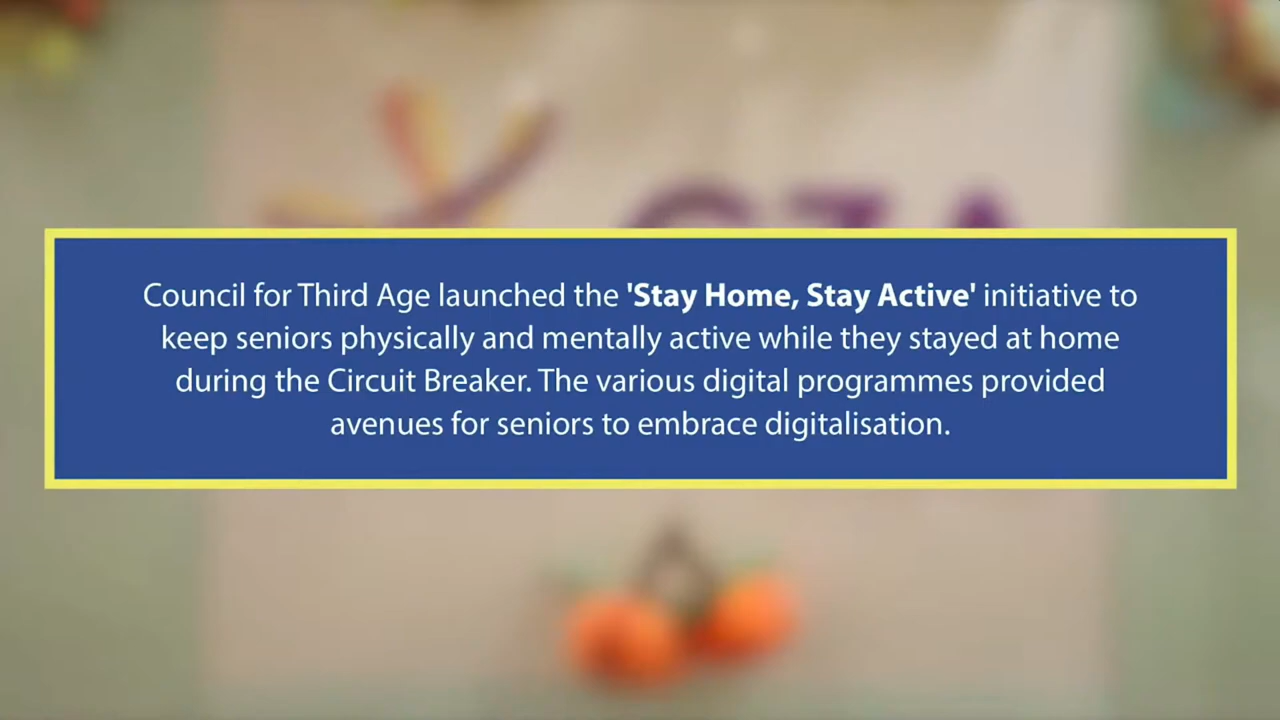 Council for Third Age launched the 'Stay Home, Stay Active' initiative to
keep seniors physically and mentally active while they stayed at home
during the Circuit Breaker. The various digital programmes provided
avenues for seniors to embrace digitalisation.